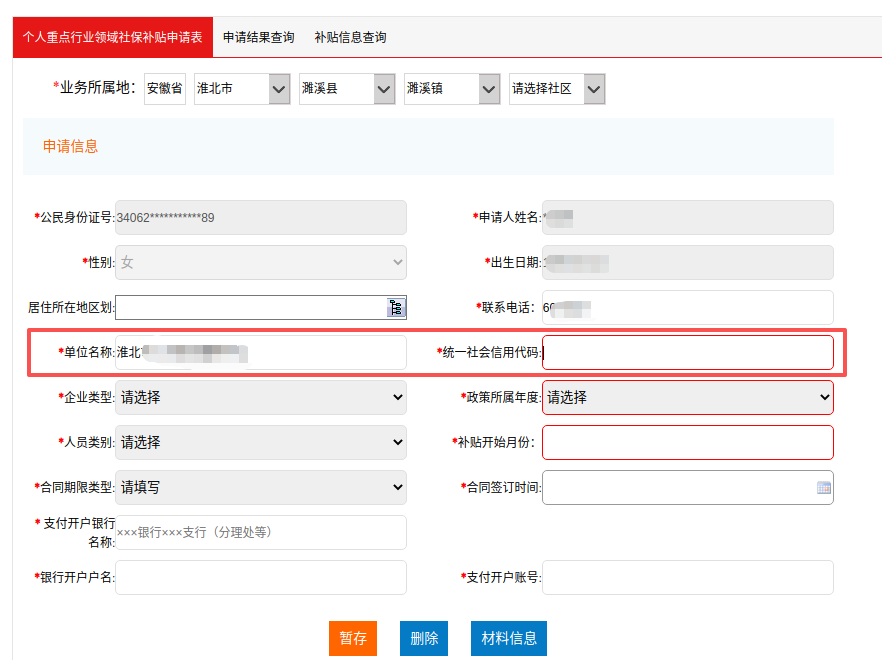 个人重点行业领域社保补贴申请表 申请结果查询 补贴信息查询
*业务所属地： 安徽省 淮北市 濉溪县 濉溪镇 请选择社区
申请信息
*公民身份证号: 34062***********89 *申请人姓名:
*性别: 女 *出生日期:
居住所在地区划: *联系电话：
*单位名称: 淮北 *统一社会信用代码:
*企业类型: 请选择 *政策所属年度: 请选择
*人员类别: 请选择 *补贴开始月份：
*合同期限类型: 请填写 *合同签订时间:
* 支付开户银行
名称: ×××银行×××支行（分理处等）
*银行开户户名: *支付开户账号:
暂存 删除 材料信息